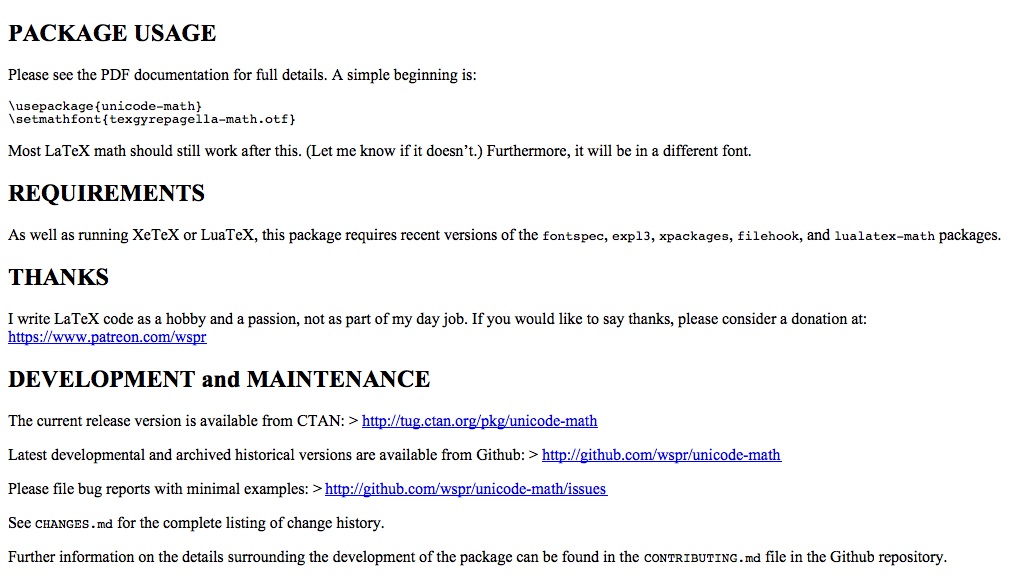 PACKAGE USAGE
Please see the PDF documentation for full details. A simple beginning is:
\usepackage{unicode-math}
\setmathfont{texgyrepagella-math.otf}
Most LaTeX math should still work after this. (Let me know if it doesn’t.) Furthermore, it will be in a different font.
REQUIREMENTS
As well as running XeTeX or LuaTeX, this package requires recent versions of the fontspec, expl3, xpackages, filehook, and lualatex-math packages.
THANKS
I write LaTeX code as a hobby and a passion, not as part of my day job. If you would like to say thanks, please consider a donation at:
https://www.patreon.com/wspr
DEVELOPMENT and MAINTENANCE
The current release version is available from CTAN: > http://tug.ctan.org/pkg/unicode-math
Latest developmental and archived historical versions are available from Github: > http://github.com/wspr/unicode-math
Please file bug reports with minimal examples: > http://github.com/wspr/unicode-math/issues
See CHANGES.md for the complete listing of change history.
Further information on the details surrounding the development of the package can be found in the CONTRIBUTING.md file in the Github repository.